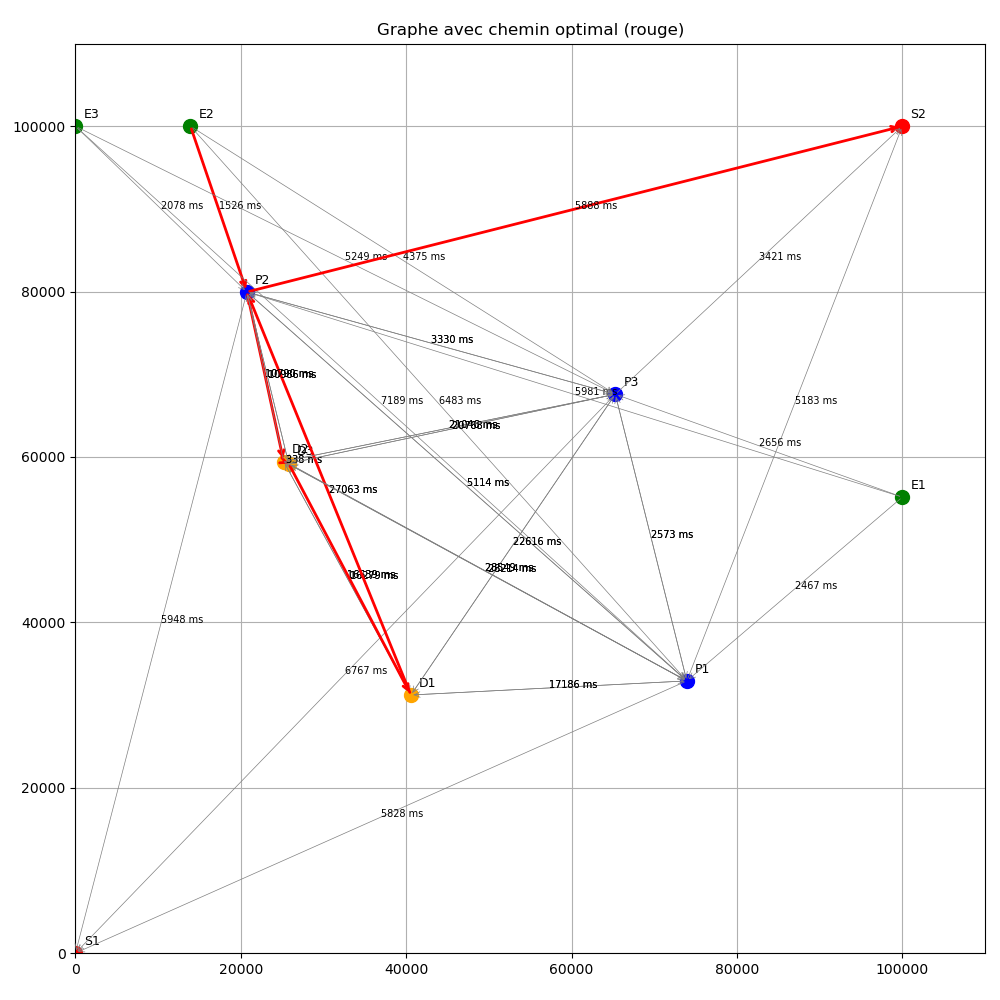 Graphe avec chemin optimal (rouge)
E3
E2
S2
100000
2078 ms
1526 ms
5888 ms
5249 ms
4375 ms
3421 ms
P2
80000
3330 ms
P3
5981 m
7189 ms
6483 ms
5183 ms
2656 ms
D2
60000
338 ms
E1
27063 ms
5114 ms
22616 ms
2573 ms
2467 ms
40000
5948 ms
6767 ms
D1
17186 ms
P1
20000
5828 ms
S1
0
0
20000
40000
60000
80000
100000